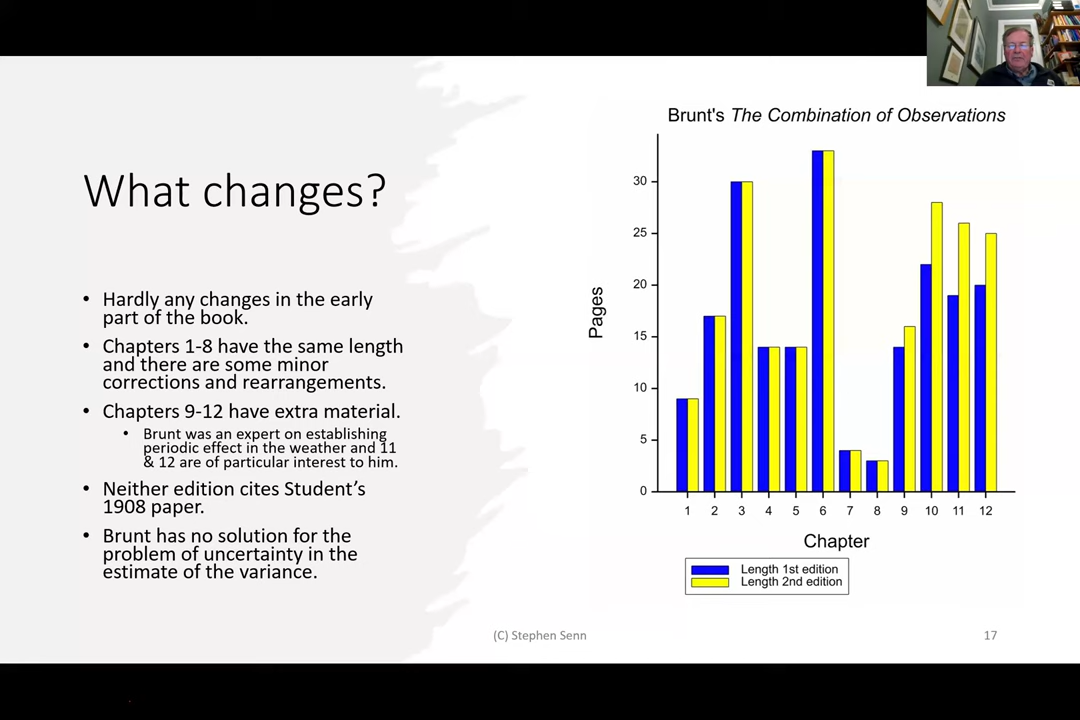 What changes?
• Hardly any changes in the early
part of the book.
• Chapters 1-8 have the same length
and there are some minor
corrections and rearrangements.
• Chapters 9-12 have extra material.
• Brunt was an expert on establishing
periodic effect in the weather and 11
& 12 are of particular interest to him.
• Neither edition cites Student's
1908 paper.
• Brunt has no solution for the
problem of uncertainty in the
estimate of the variance.
Brunt's The Combination of Observations
Pages
30
25
20
15
10
5
0
1 2 3 4 5 6 7 8 9 10 11 12
Chapter
Length 1st edition
Length 2nd edition
(C) Stephen Senn
17